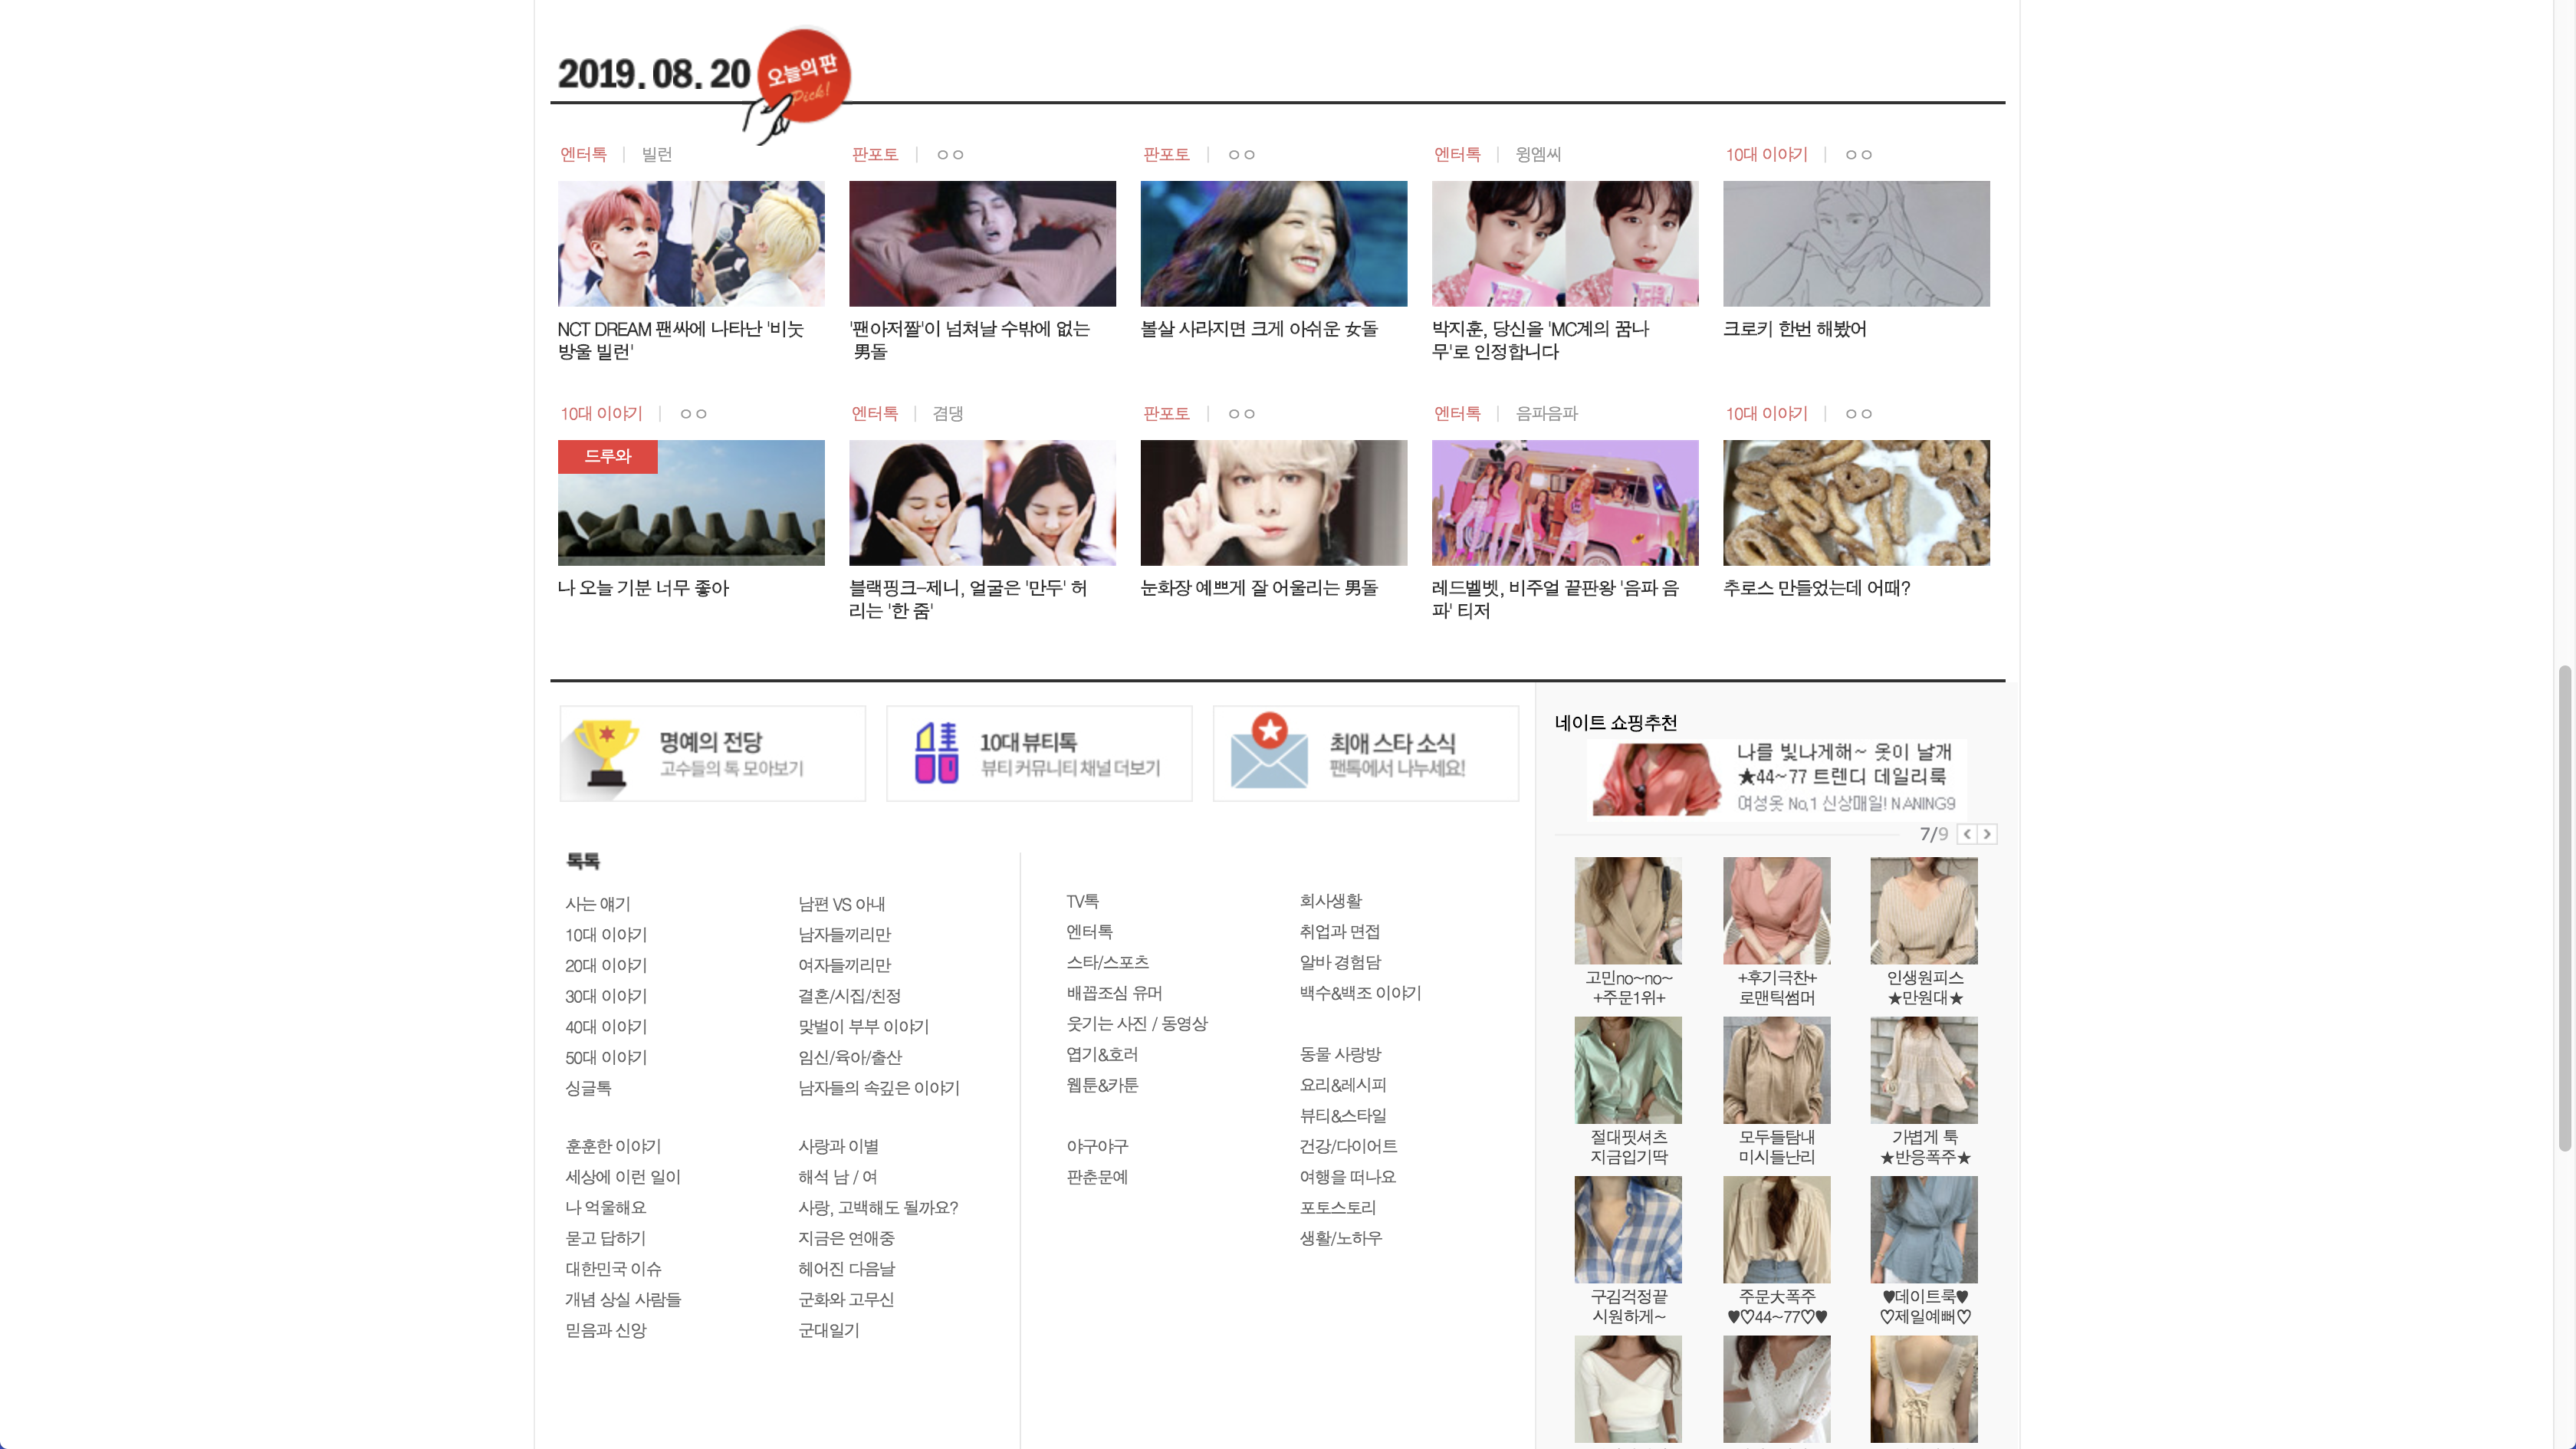 2019. 08. 20
오늘의 판
Pick!
엔터톡 | 빌런
NCT DREAM 팬싸에 나타난 '비눗
방울 빌런'
판포토 | ㅇㅇ
'팬아저짤'이 넘쳐날 수밖에 없는
男돌
판포토 | ㅇㅇ
볼살 사라지면 크게 아쉬운 女돌
엔터톡 | 윙엠씨
박지훈, 당신을 'MC계의 꿈나
무'로 인정합니다
10대 이야기 | ㅇㅇ
크로키 한번 해봤어
10대 이야기 | ㅇㅇ
드루와
나 오늘 기분 너무 좋아
엔터톡 | 겸댕
블랙핑크-제니, 얼굴은 '만두' 허
리는 '한 줌'
판포토 | ㅇㅇ
눈화장 예쁘게 잘 어울리는 男돌
엔터톡 | 음파음파
레드벨벳, 비주얼 끝판왕 '음파 음
파' 티저
10대 이야기 | ㅇㅇ
추로스 만들었는데 어때?
명예의 전당
고수들의 톡 모아보기
10대 뷰티톡
뷰티 커뮤니티 채널 더보기
최애 스타 소식
팬톡에서 나누세요!
톡톡
사는 얘기
10대 이야기
20대 이야기
30대 이야기
40대 이야기
50대 이야기
싱글톡
훈훈한 이야기
세상에 이런 일이
나 억울해요
묻고 답하기
대한민국 이슈
개념 상실 사람들
믿음과 신앙
남편 VS 아내
남자들끼리만
여자들끼리만
결혼/시집/친정
맞벌이 부부 이야기
임신/육아/출산
남자들의 속깊은 이야기
사랑과 이별
해석 남 / 여
사랑, 고백해도 될까요?
지금은 연애중
헤어진 다음날
군화와 고무신
군대일기
TV톡
엔터톡
스타/스포츠
배꼽조심 유머
웃기는 사진 / 동영상
엽기&호러
웹툰&카툰
야구야구
판춘문예
회사생활
취업과 면접
알바 경험담
백수&백조 이야기
동물 사랑방
요리&레시피
뷰티&스타일
건강/다이어트
여행을 떠나요
포토스토리
생활/노하우
네이트 쇼핑추천
나를 빛나게해~ 옷이 날개
★44~77 트렌디 데일리룩
여성옷 No.1 신상매일! NANING9
7/9
고민no~no~
+주문1위+
+후기극찬+
로맨틱썸머
인생원피스
★만원대★
절대핏셔츠
지금입기딱
모두들탐내
미시들난리
가볍게 툭
★반응폭주★
구김걱정끝
시원하게~
주문大폭주
♥♡44~77♡♥
♥데이트룩♥
♡제일예뻐♡